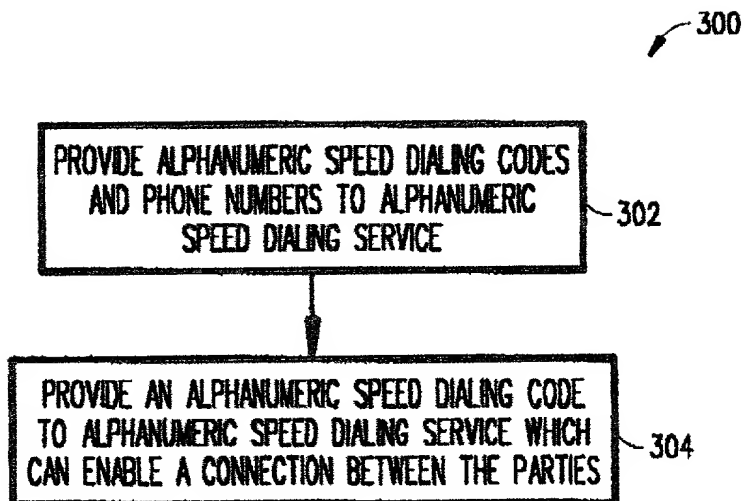 300
PROVIDE ALPHANUMERIC SPEED DIALING CODES
AND PHONE NUMBERS TO ALPHANUMERIC
SPEED DIALING SERVICE
302
PROVIDE AN ALPHANUMERIC SPEED DIALING CODE
TO ALPHANUMERIC SPEED DIALING SERVICE WHICH
CAN ENABLE A CONNECTION BETWEEN THE PARTIES
304